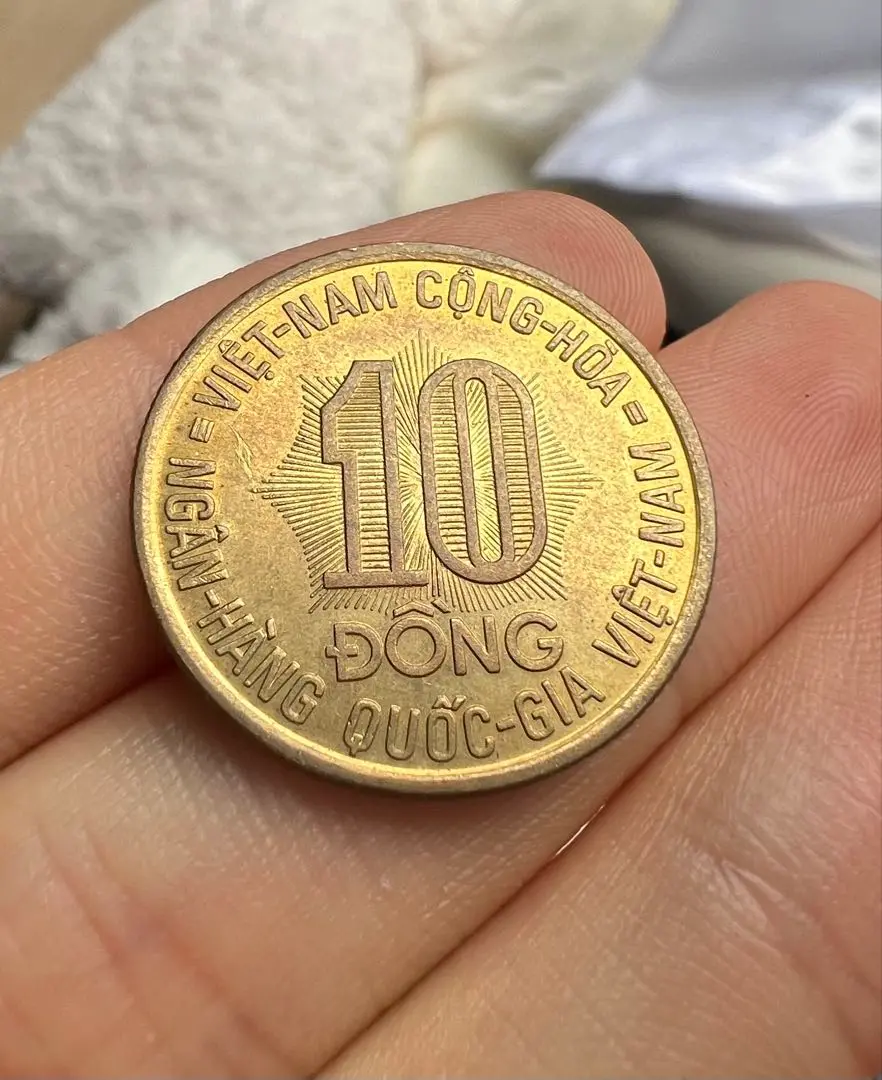 VIỆT-NAM CỘNG-HÒA
10
ĐỒNG
= NGÂN-HÀNG QUỐC-GIA VIỆT-NAM =